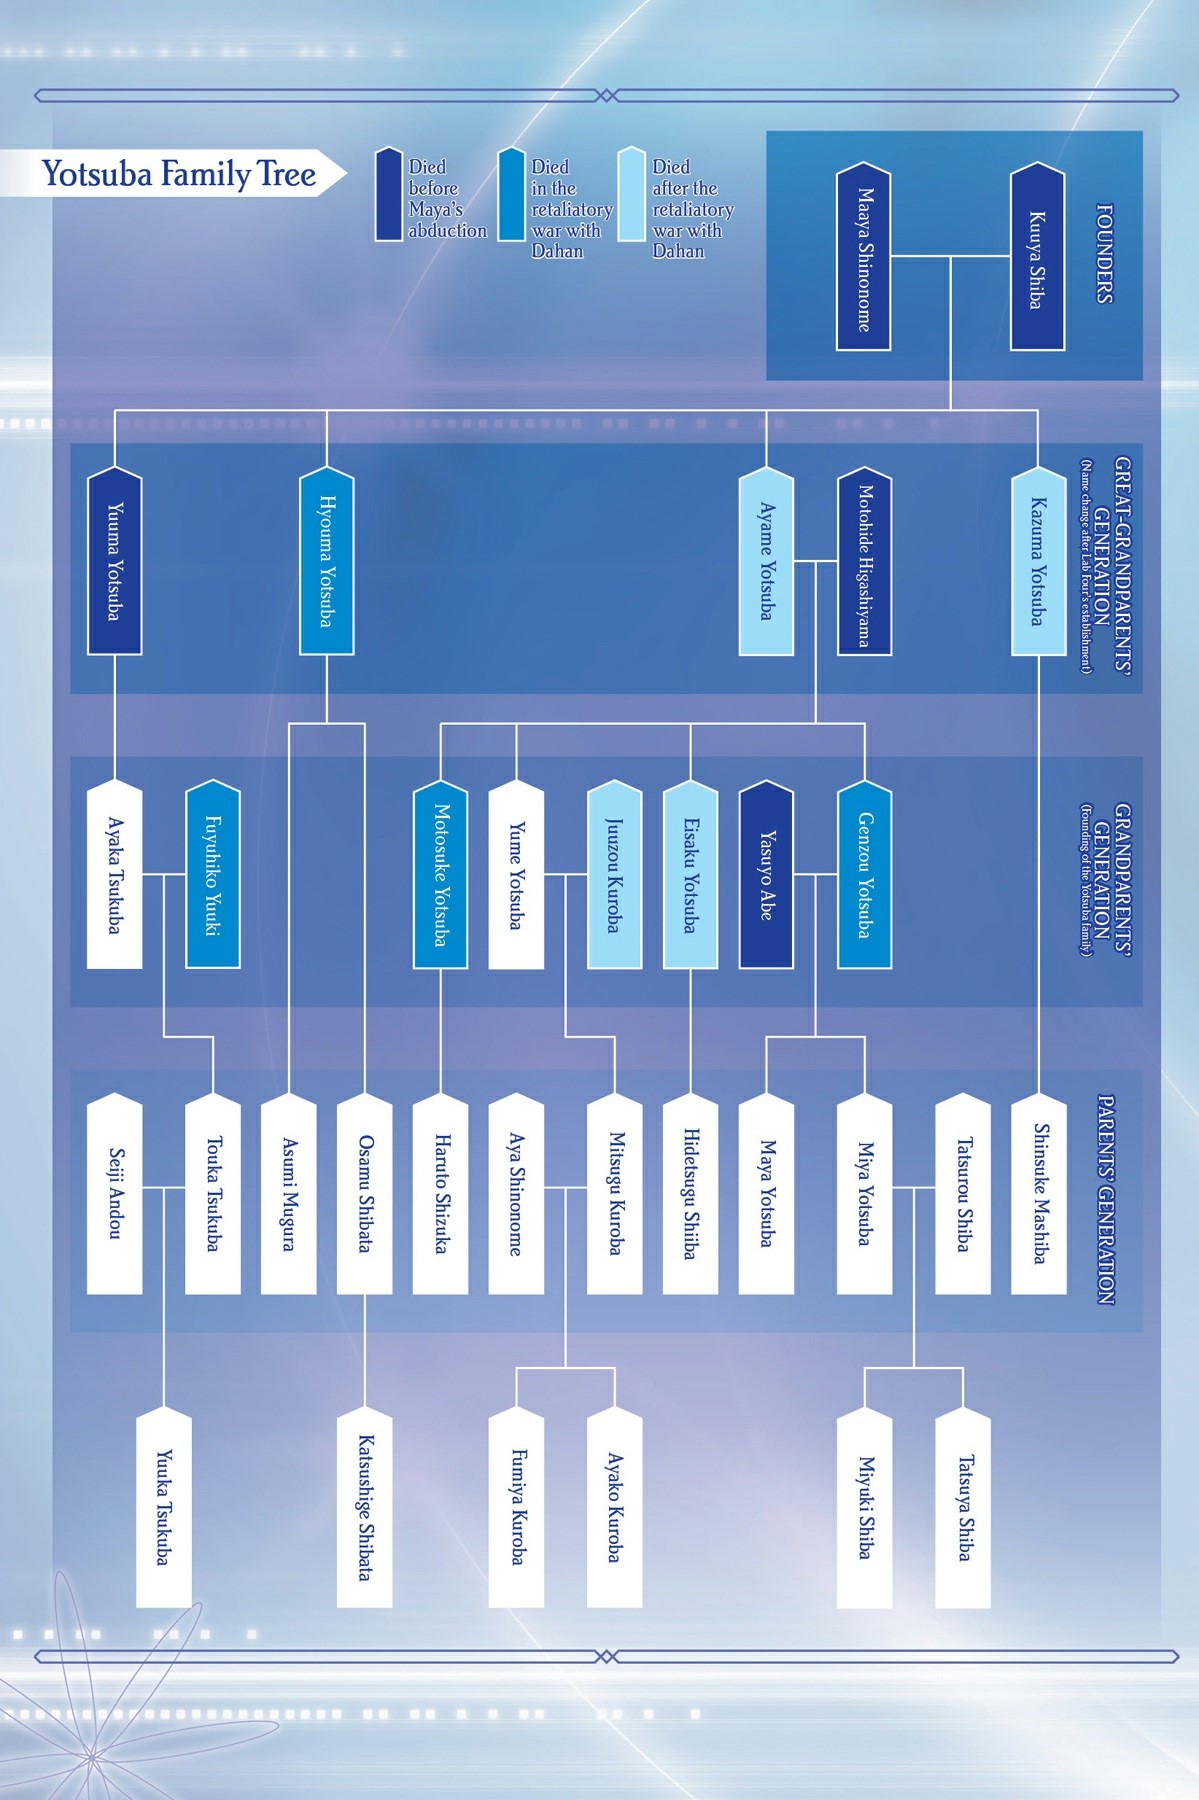 Yotsuba Family Tree
Died
before
Maya's
abduction
Died
in the
retaliatory
war with
Dahan
Died
after the
retaliatory
war with
Dahan
FOUNDERS
Kuuya Shiba
Maaya Shinonome
GREAT-GRANDPARENTS'
GENERATION
(Name change after Lab Four's establishment)
Kazuma Yotsuba
Motohide Higashiyama
Ayame Yotsuba
Hyouma Yotsuba
Yuuma Yotsuba
GRANDPARENTS'
GENERATION
(Founding of the Yotsuba family)
Genzou Yotsuba
Yasuyo Abe
Eisaku Yotsuba
Juuzou Kuroba
Yume Yotsuba
Motosuke Yotsuba
Fuyuhiko Yuuki
Ayaka Tsukuba
PARENTS' GENERATION
Shinsuke Mashiba
Tatsurou Shiba
Miya Yotsuba
Maya Yotsuba
Hidetsugu Shiiba
Mitsugu Kuroba
Aya Shinonome
Haruto Shizuka
Osamu Shibata
Asumi Mugura
Touka Tsukuba
Seiji Andou
Tatsuya Shiba
Miyuki Shiba
Ayako Kuroba
Fumiya Kuroba
Katsushige Shibata
Yuuka Tsukuba